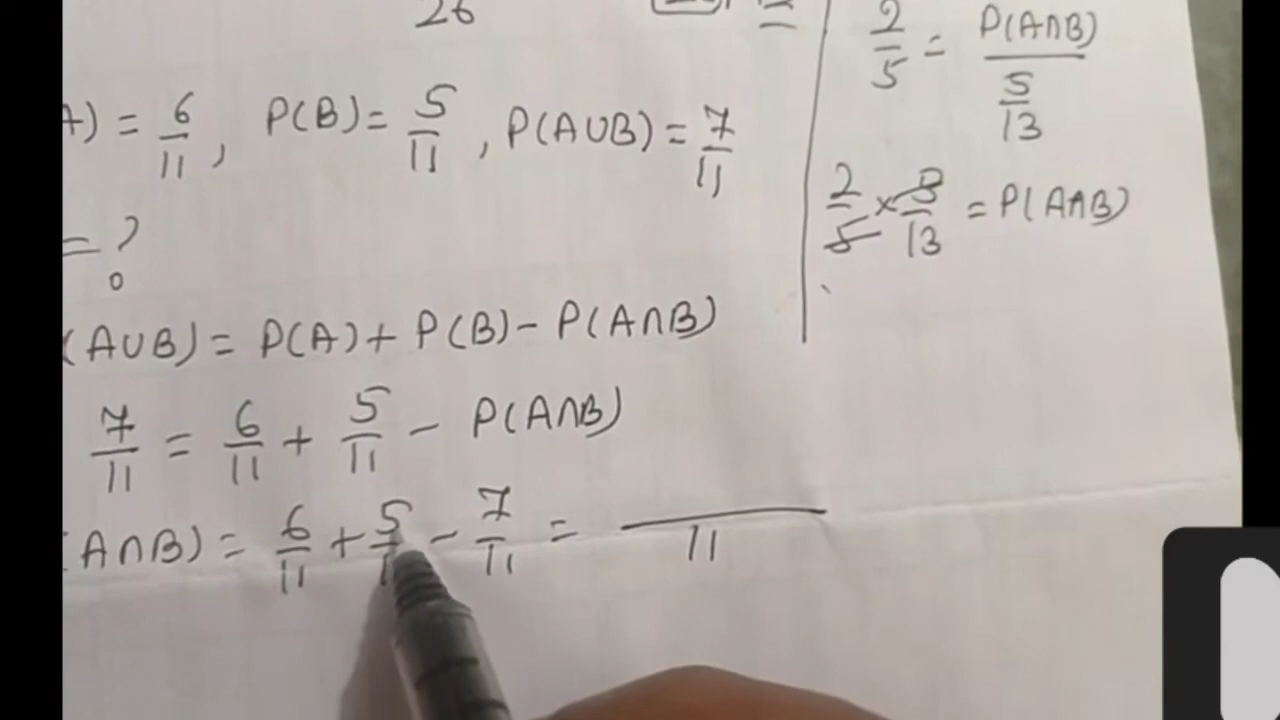 26
A) = 6/11, P(B) = 5/11, P(A∪B) = 7/11
= ?
(A∪B) = P(A) + P(B) - P(A∩B)
7/11 = 6/11 + 5/11 - P(A∩B)
A∩B) = 6/11 + 5/11 - 7/11 = /11
2/5 = P(A∩B)/(5/13)
2/5 × 5/13 = P(A∩B)